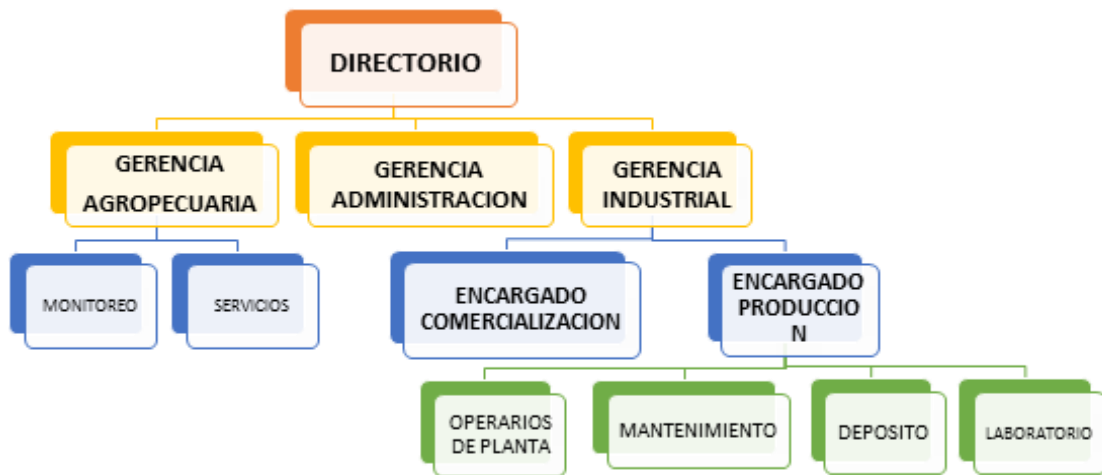 DIRECTORIO
GERENCIA
AGROPECUARIA
GERENCIA
ADMINISTRACION
GERENCIA
INDUSTRIAL
MONITOREO
SERVICIOS
ENCARGADO
COMERCIALIZACION
ENCARGADO
PRODUCCIO
N
OPERARIOS
DE PLANTA
MANTENIMIENTO
DEPOSITO
LABORATORIO